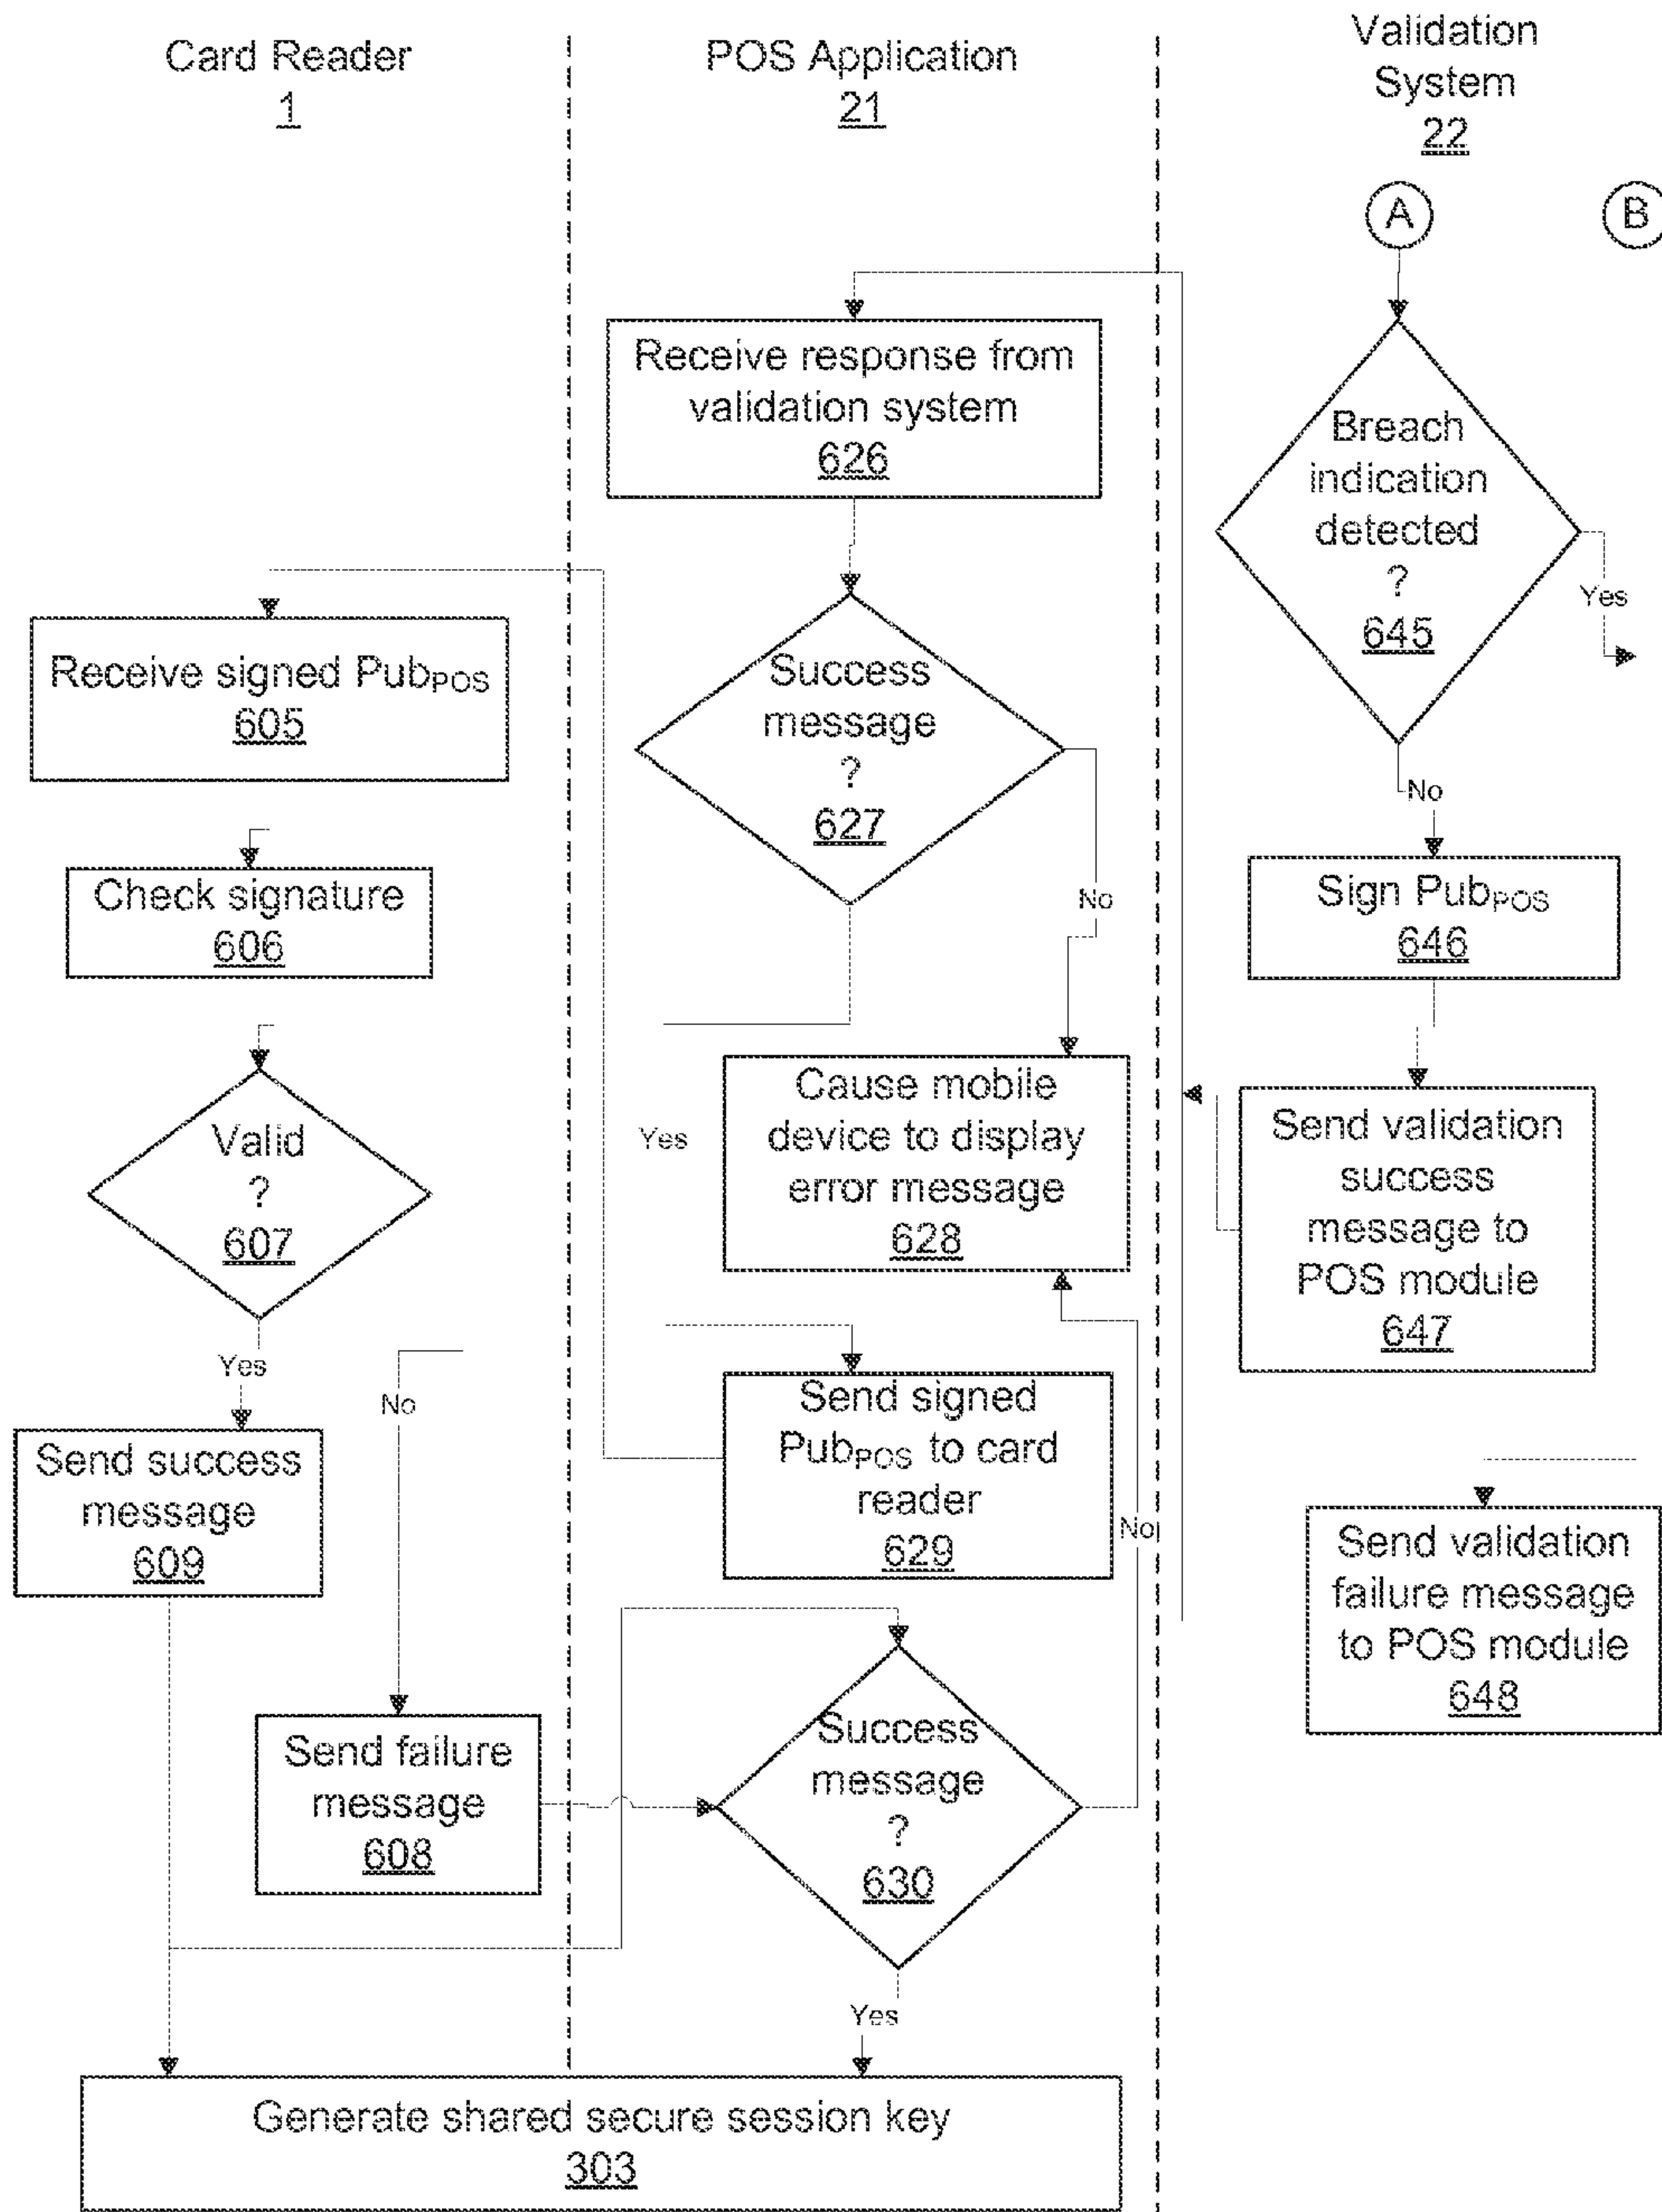 Card Reader
1
POS Application
21
Validation
System
22
A
B
Receive response from
validation system
626
Breach
indication
detected
?
645
Yes
No
Receive signed PubPOS
605
Success
message
?
627
No
Yes
Check signature
606
Sign PubPOS
646
Valid
?
607
Yes
No
Cause mobile
device to display
error message
628
Send validation
success
message to
POS module
647
Send success
message
609
Send signed
PubPOS to card
reader
629
No
Send validation
failure message
to POS module
648
Send failure
message
608
Success
message
?
630
Yes
Generate shared secure session key
303